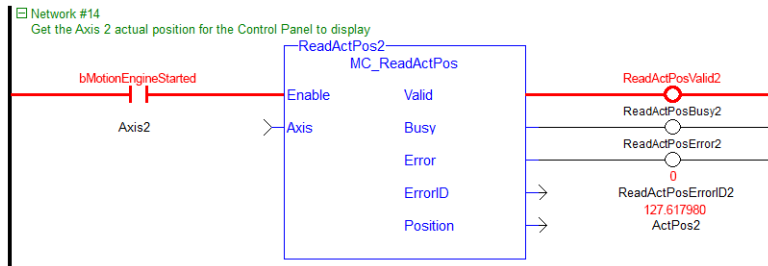 Network #14
Get the Axis 2 actual position for the Control Panel to display
ReadActPos2
MC_ReadActPos
bMotionEngineStarted
ReadActPosValid2
Enable
Valid
ReadActPosBusy2
Axis2
Axis
Busy
ReadActPosError2
Error
0
ErrorID
ReadActPosErrorID2
127.617980
Position
ActPos2